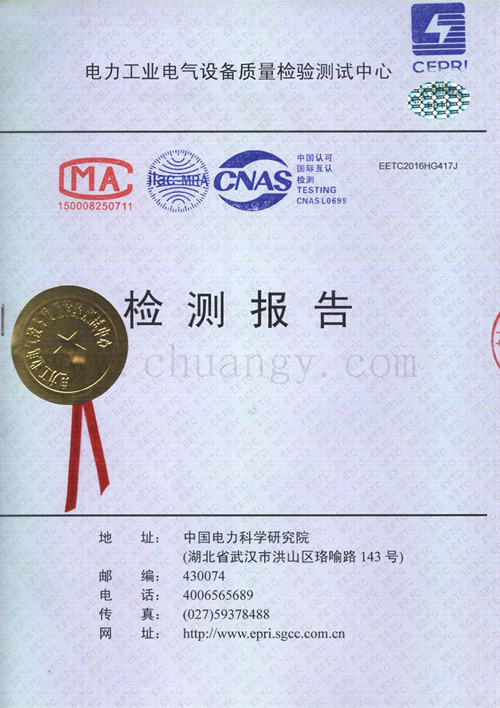 CEPRI
电力工业电气设备质量检验测试中心
EETC2016HG417J
MA
150008250711
ilac-MRA
CNAS
中国认可
国际互认
检测
TESTING
CNAS L0699
检测报告
www.chuangy.com
地址：中国电力科学研究院
(湖北省武汉市洪山区珞喻路 143 号)
邮编：430074
电话：4006565689
传真：(027)59378488
网址：http://www.epri.sgcc.com.cn